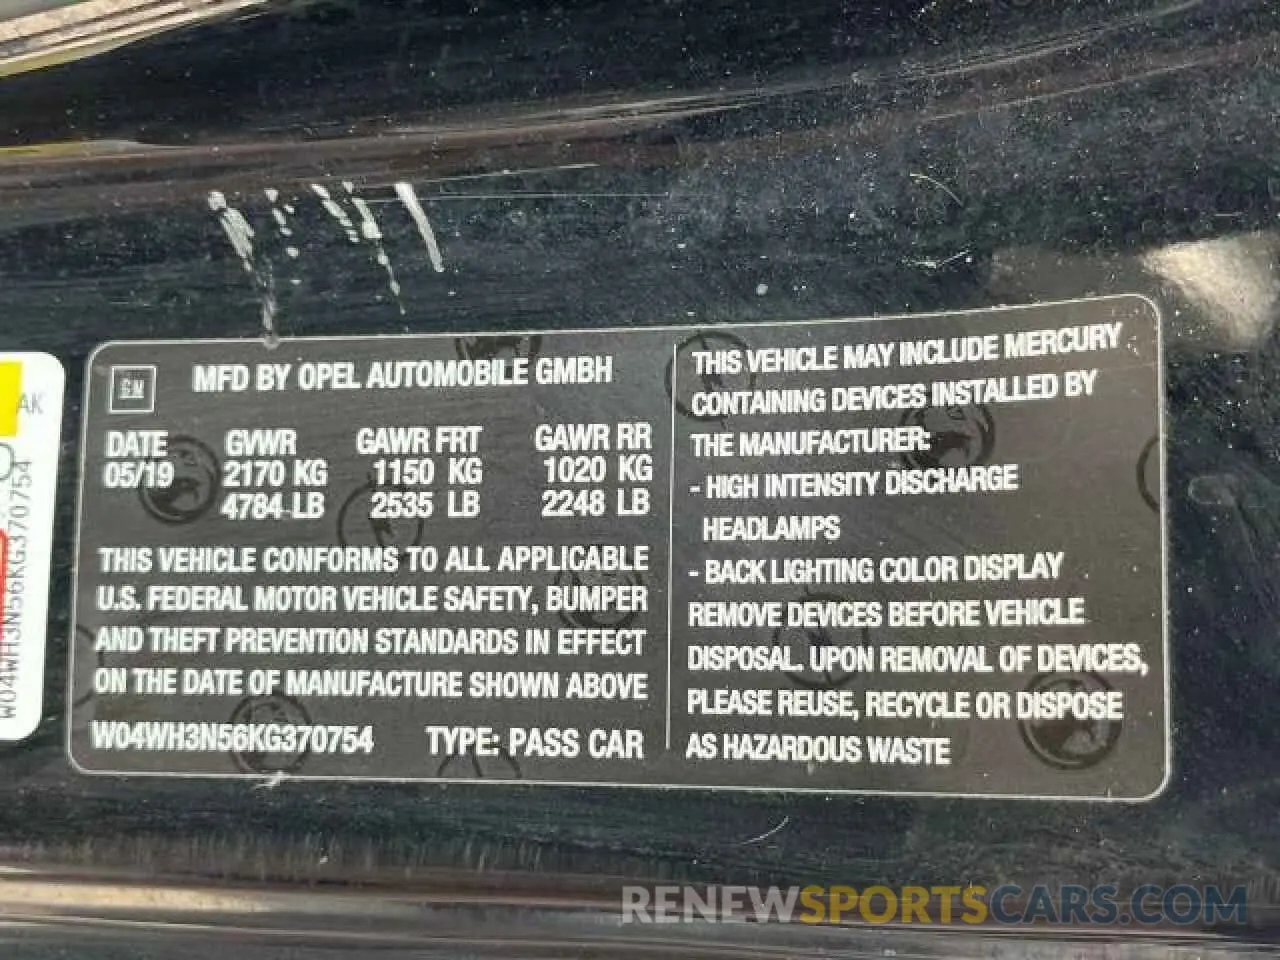 AK
W04WH3N56KG370754
GM
MFD BY OPEL AUTOMOBILE GMBH
DATE GVWR GAWR FRT GAWR RR
05/19 2170 KG 1150 KG 1020 KG
4784 LB 2535 LB 2248 LB
THIS VEHICLE CONFORMS TO ALL APPLICABLE
U.S. FEDERAL MOTOR VEHICLE SAFETY, BUMPER
AND THEFT PREVENTION STANDARDS IN EFFECT
ON THE DATE OF MANUFACTURE SHOWN ABOVE
W04WH3N56KG370754 TYPE: PASS CAR
THIS VEHICLE MAY INCLUDE MERCURY
CONTAINING DEVICES INSTALLED BY
THE MANUFACTURER:
- HIGH INTENSITY DISCHARGE
HEADLAMPS
- BACK LIGHTING COLOR DISPLAY
REMOVE DEVICES BEFORE VEHICLE
DISPOSAL. UPON REMOVAL OF DEVICES,
PLEASE REUSE, RECYCLE OR DISPOSE
AS HAZARDOUS WASTE
RENEWSPORTSCARS.COM